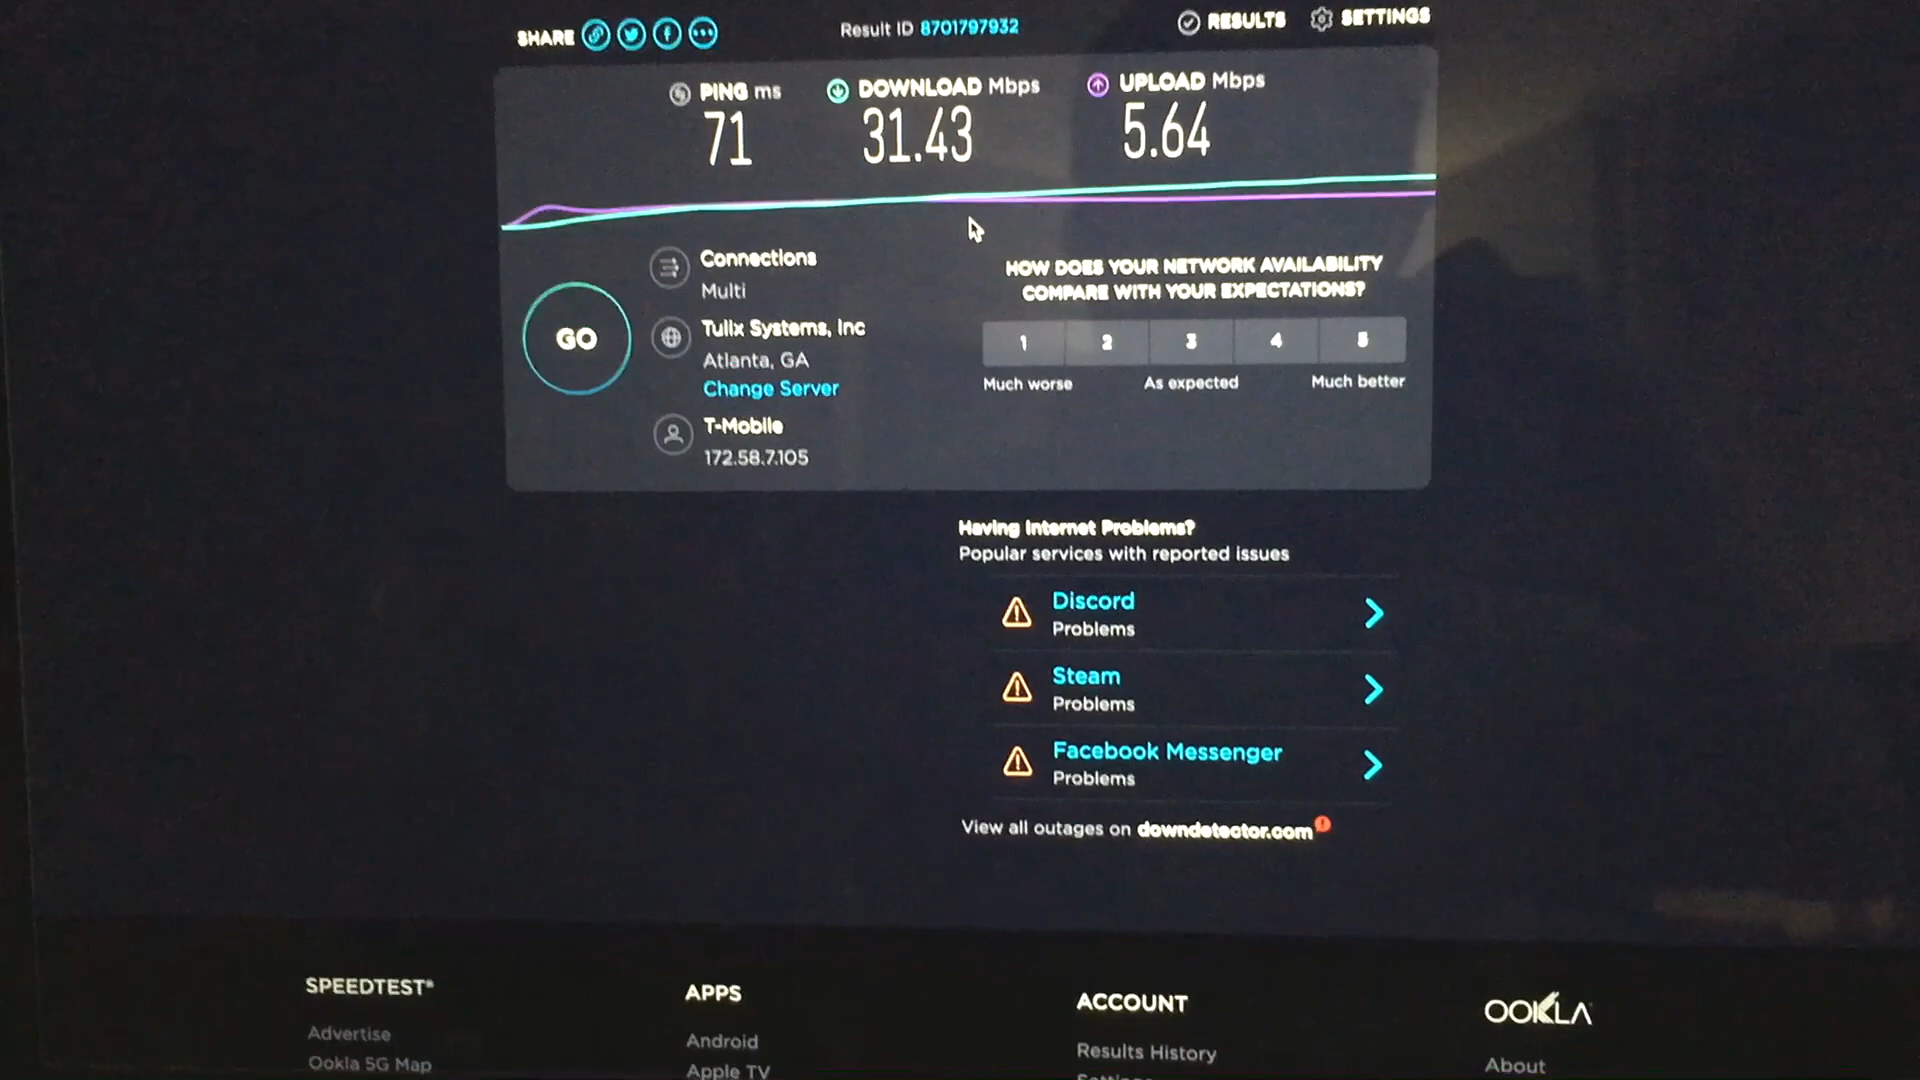 SHARE
Result ID 8701797932
RESULTS
SETTINGS
PING ms
71
DOWNLOAD Mbps
31.43
UPLOAD Mbps
5.64
GO
Connections
Multi
Tulix Systems, Inc
Atlanta, GA
Change Server
T-Mobile
172.58.7.105
HOW DOES YOUR NETWORK AVAILABILITY
COMPARE WITH YOUR EXPECTATIONS?
1 2 3 4 5
Much worse As expected Much better
Having Internet Problems?
Popular services with reported issues
Discord
Problems
Steam
Problems
Facebook Messenger
Problems
View all outages on downdetector.com
SPEEDTEST®
Advertise
Ookla 5G Map
APPS
Android
Apple TV
ACCOUNT
Results History
Settings
OOKLA
About